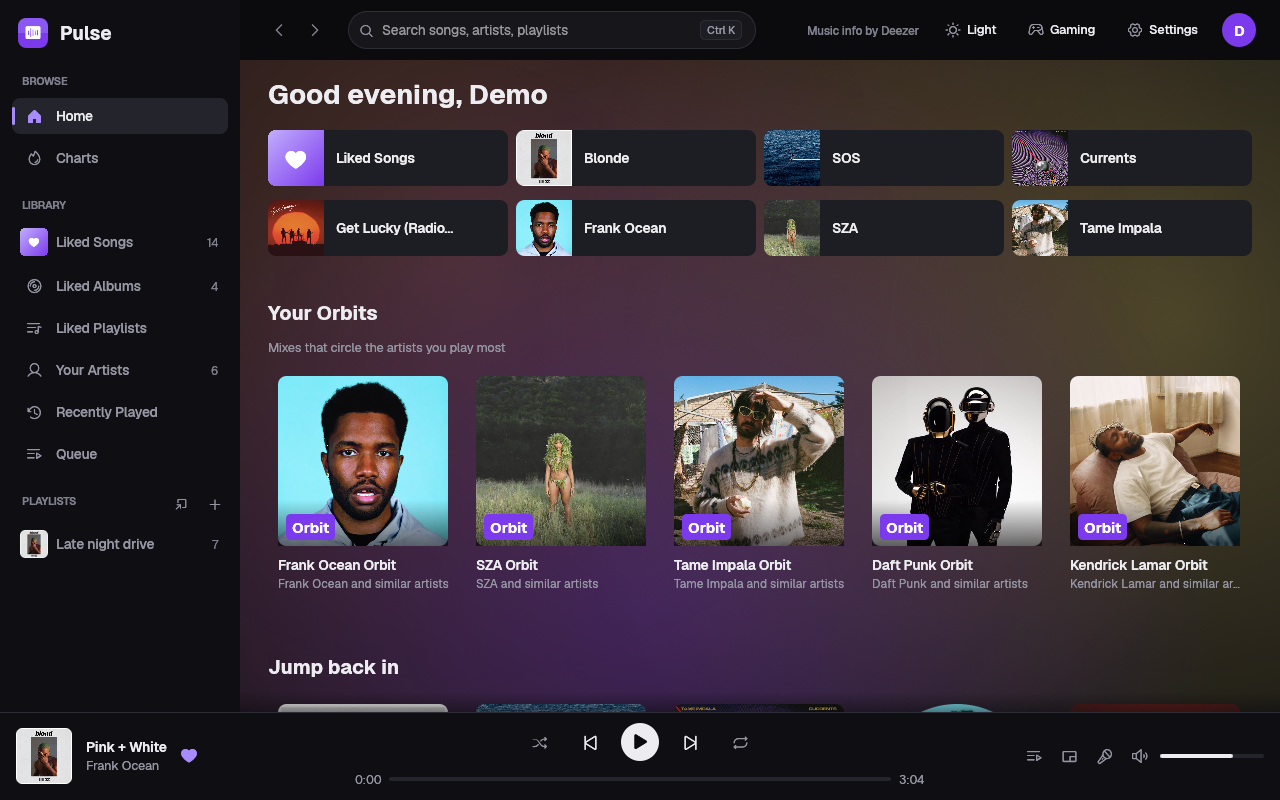 Pulse
Search songs, artists, playlists
Ctrl K
Music info by Deezer
Light
Gaming
Settings
D
BROWSE
Home
Charts
LIBRARY
Liked Songs
14
Liked Albums
4
Liked Playlists
Your Artists
6
Recently Played
Queue
PLAYLISTS
Late night drive
7
Good evening, Demo
Liked Songs
blond
Blonde
SOS
Currents
Get Lucky (Radio...
Frank Ocean
SZA
Tame Impala
Your Orbits
Mixes that circle the artists you play most
Orbit
Orbit
Orbit
Orbit
Orbit
Frank Ocean Orbit
Frank Ocean and similar artists
SZA Orbit
SZA and similar artists
Tame Impala Orbit
Tame Impala and similar artists
Daft Punk Orbit
Daft Punk and similar artists
Kendrick Lamar Orbit
Kendrick Lamar and similar ar...
Jump back in
TAME IMPALA
CURRENTS
blond
Pink + White
Frank Ocean
0:00
3:04